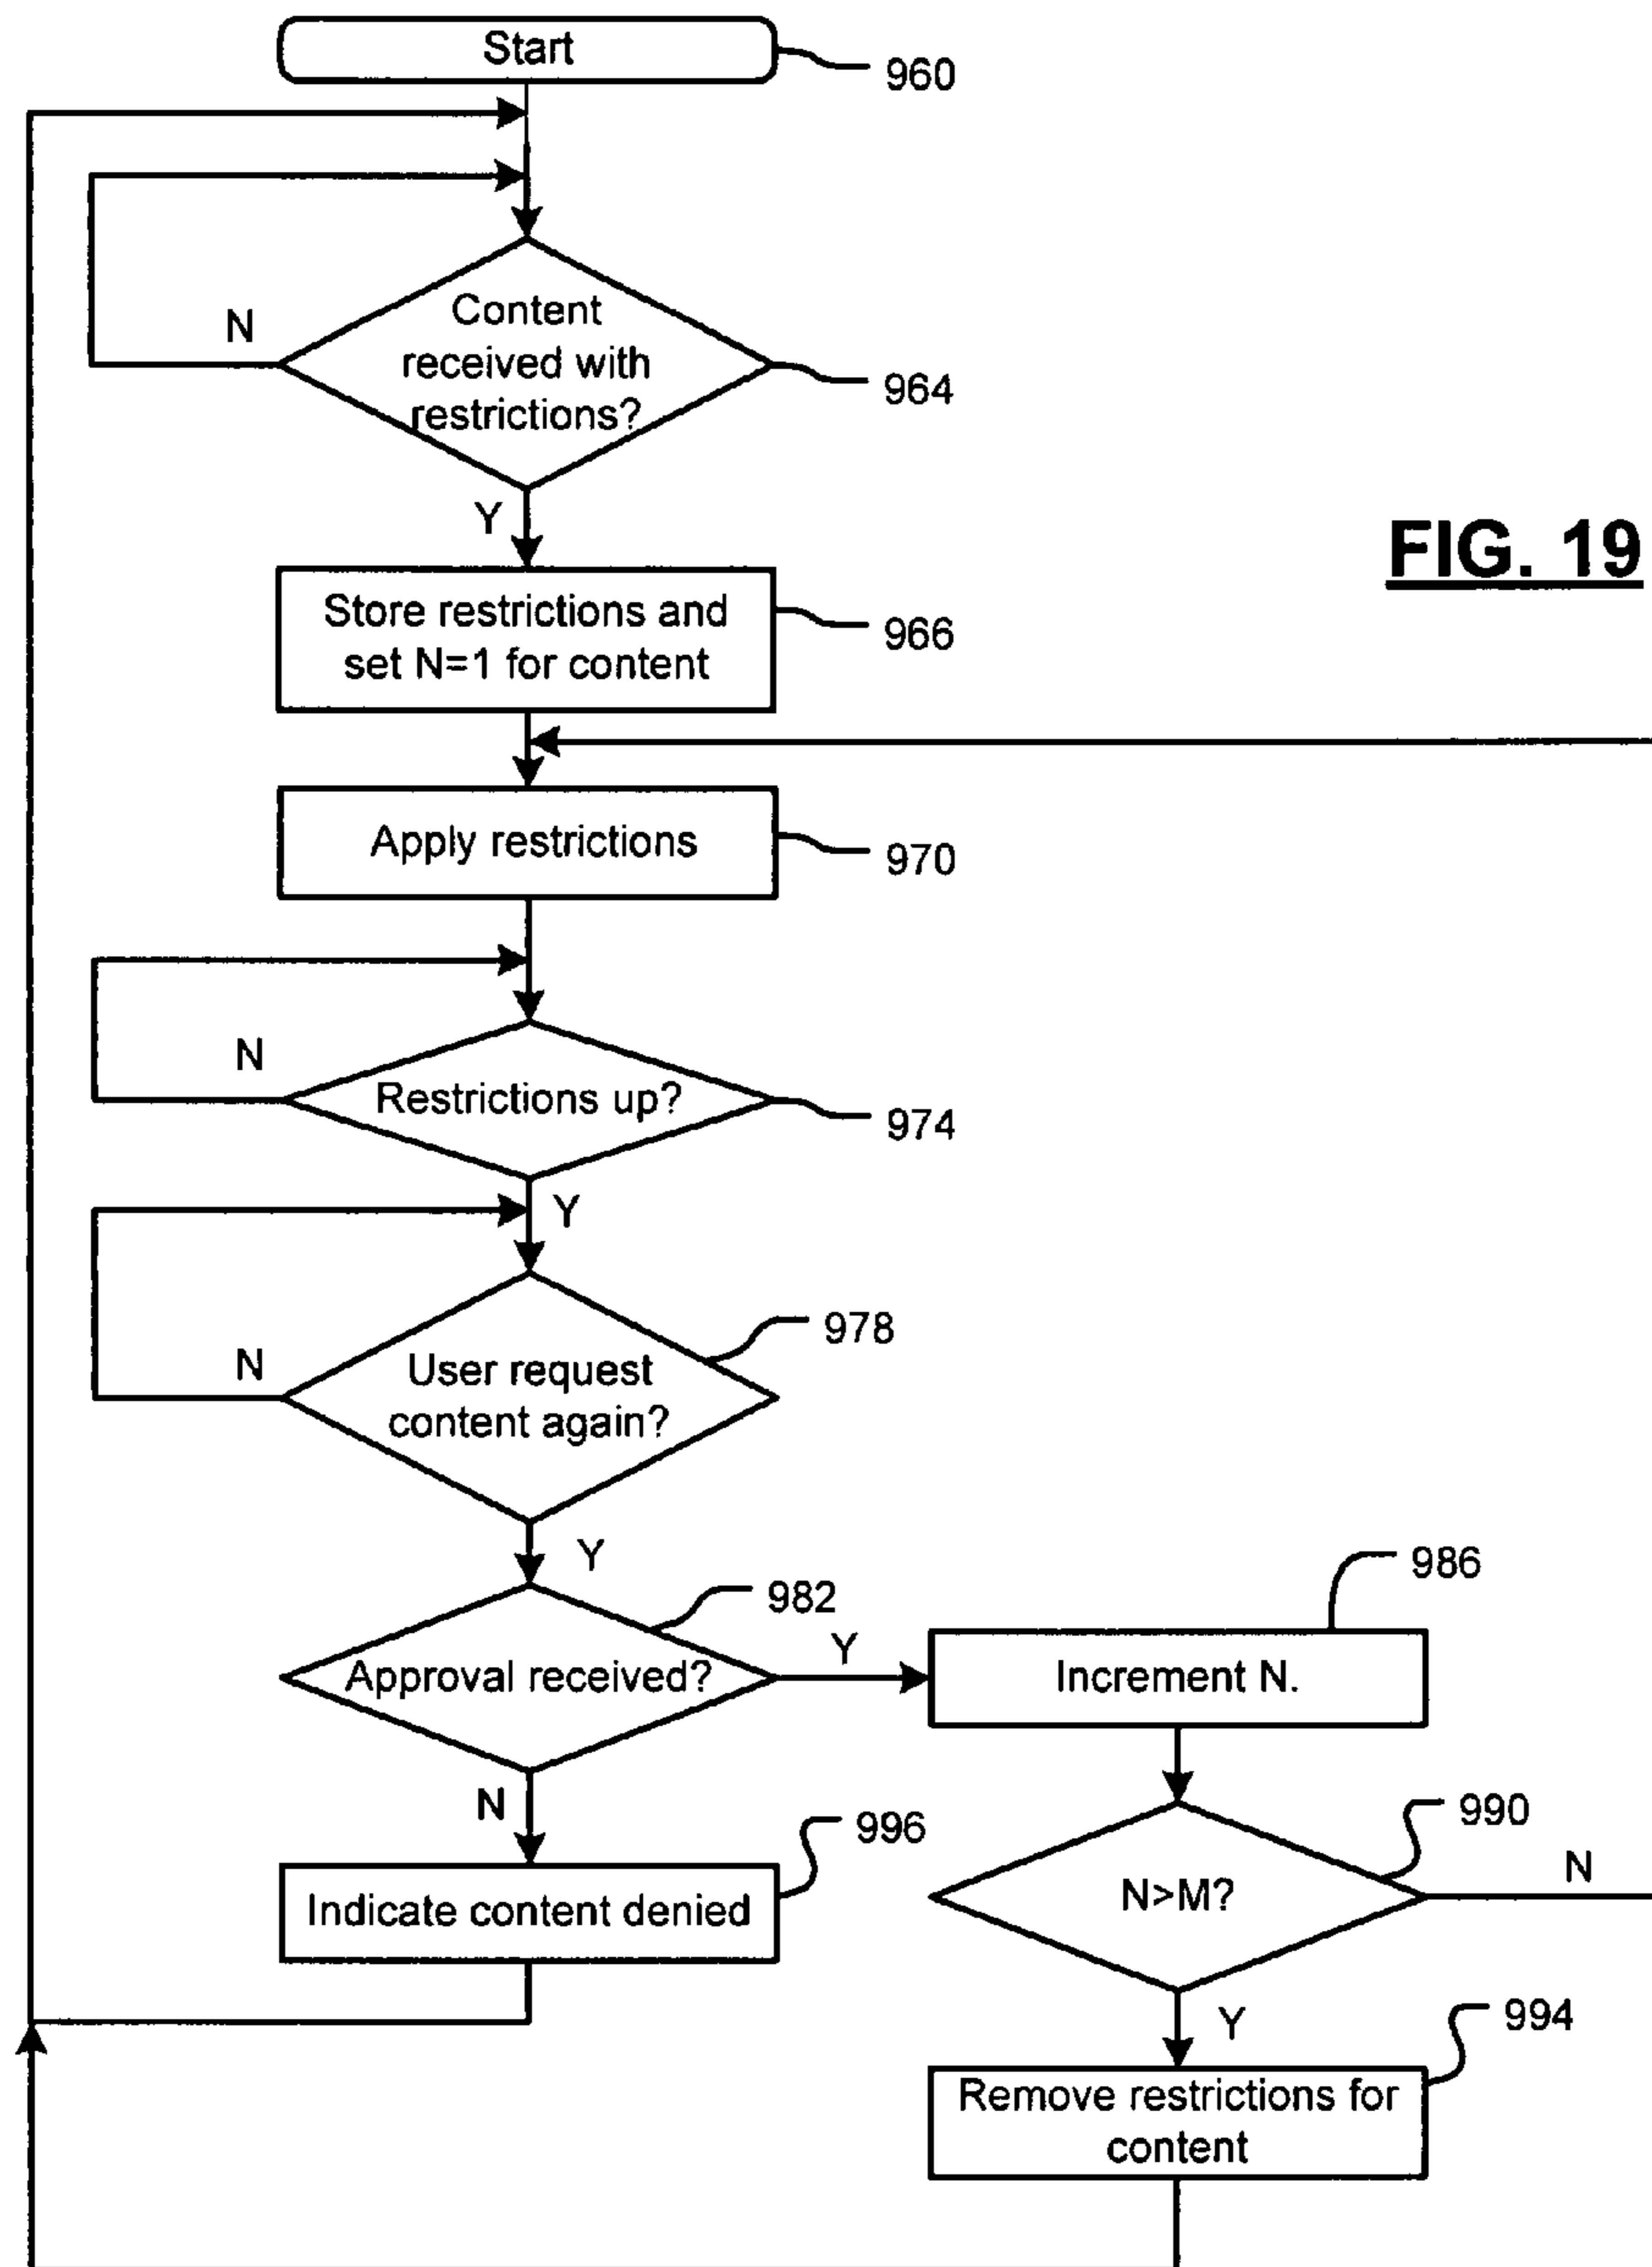 Start
960
Content
received with
restrictions?
N
964
Y
FIG. 19
Store restrictions and
set N=1 for content
966
Apply restrictions
970
N
Restrictions up?
974
Y
978
N
User request
content again?
Y
982
986
Approval received?
Y
Increment N.
N
996
990
Indicate content denied
N>M?
N
Y
994
Remove restrictions for
content